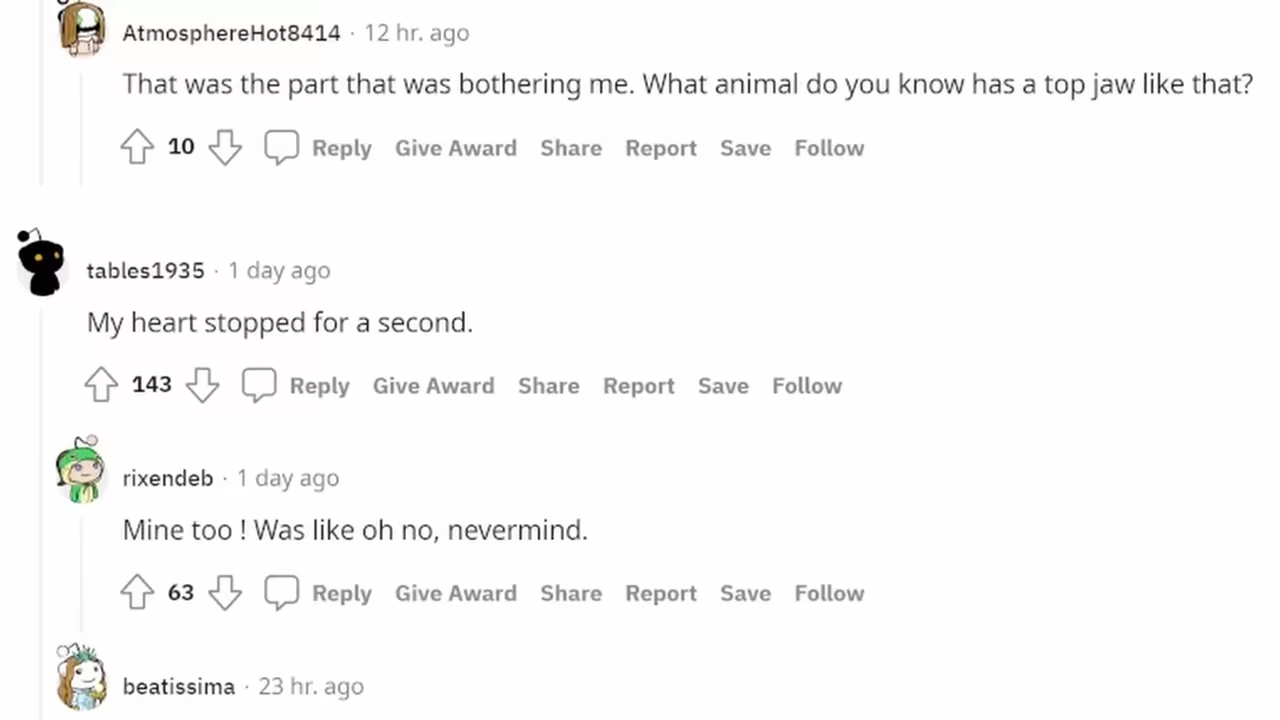 AtmosphereHot8414 · 12 hr. ago
That was the part that was bothering me. What animal do you know has a top jaw like that?
10 Reply Give Award Share Report Save Follow
tables1935 · 1 day ago
My heart stopped for a second.
143 Reply Give Award Share Report Save Follow
rixendeb · 1 day ago
Mine too ! Was like oh no, nevermind.
63 Reply Give Award Share Report Save Follow
beatissima · 23 hr. ago